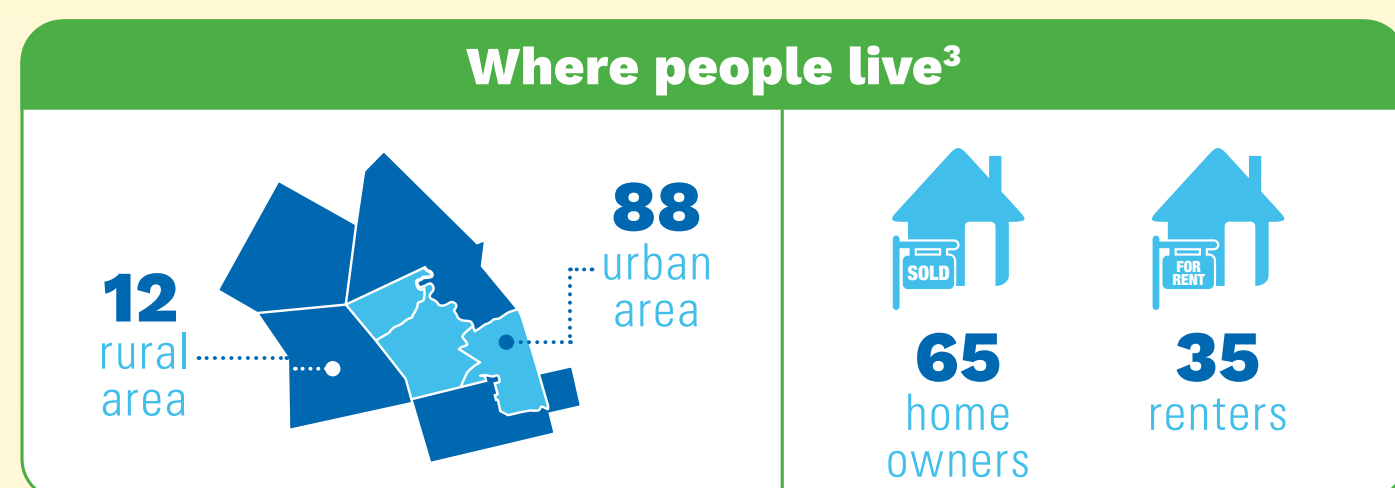 Where people live³
12
rural
area
88
urban
area
SOLD
65
home
owners
FOR
RENT
35
renters